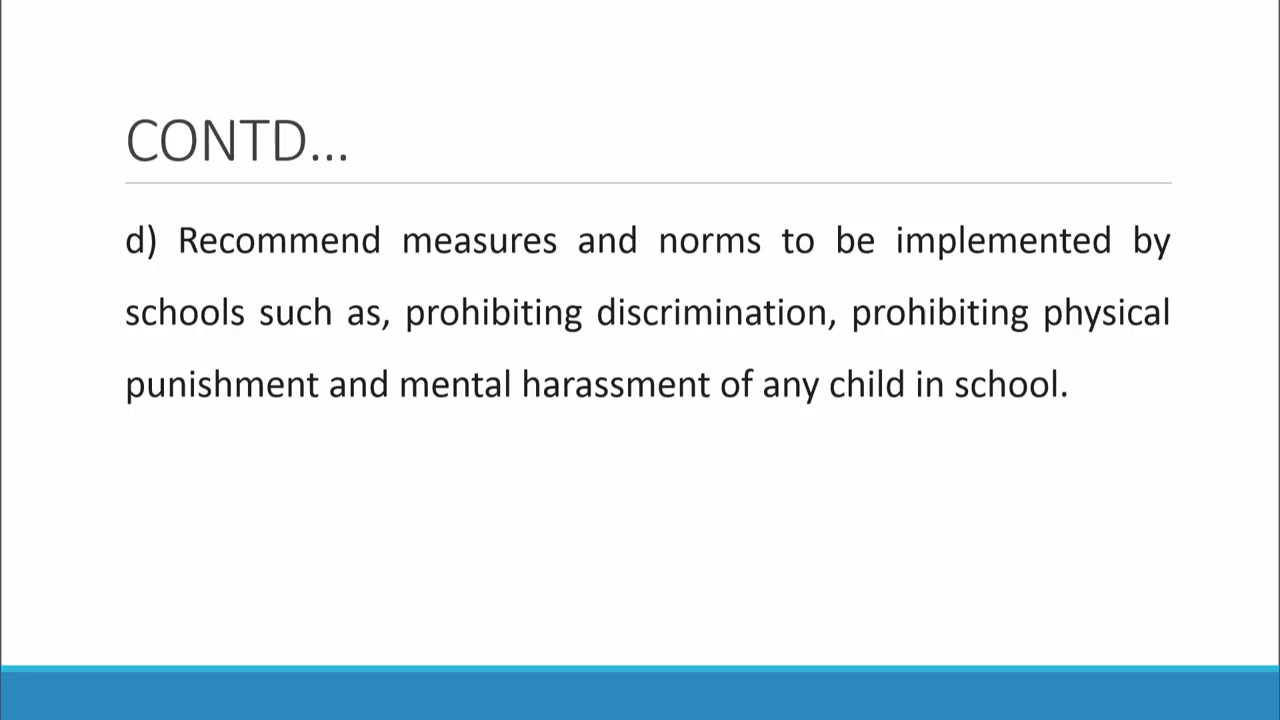 CONTD…
d) Recommend measures and norms to be implemented by
schools such as, prohibiting discrimination, prohibiting physical
punishment and mental harassment of any child in school.